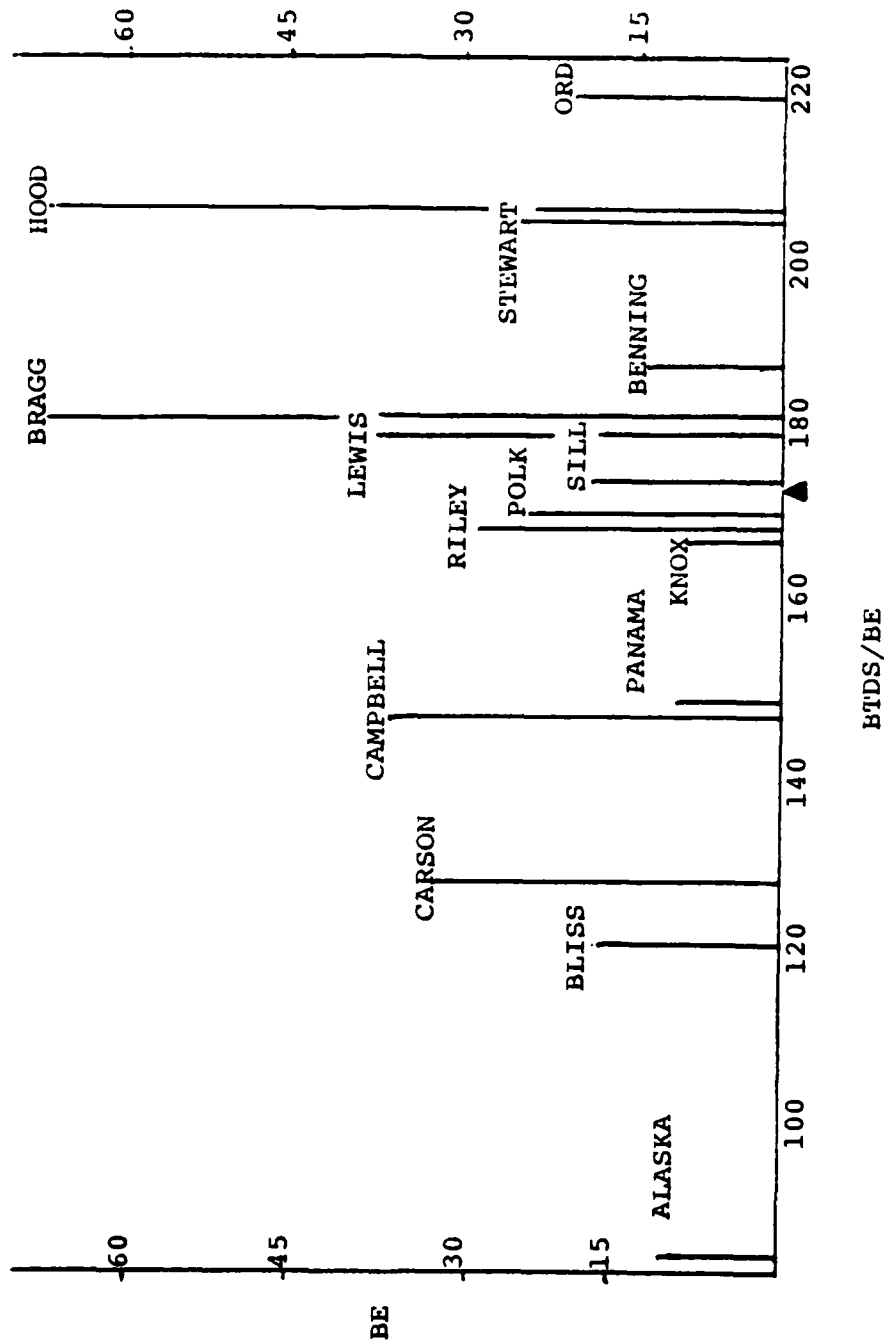 60
45
30
15
HOOD
BRAGG
ORD
LEWIS
STEWART
CAMPBELL
RILEY
CARSON
POLK
SILL
BENNING
BLISS
PANAMA
KNOX
ALASKA
60
45
30
15
BE
100
120
140
160
180
200
220
BTDS/BE